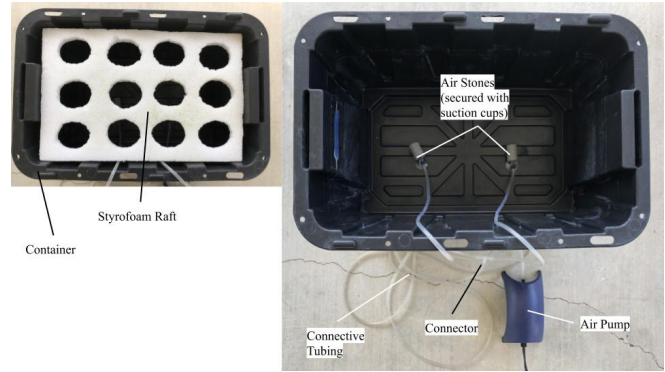 Air Stones
(secured with
suction cups)
Styrofoam Raft
Container
Connective
Tubing
Connector
Air Pump